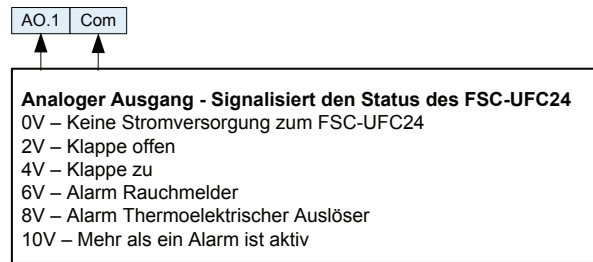 AO.1 Com
Analoger Ausgang - Signalisiert den Status des FSC-UFC24
0V – Keine Stromversorgung zum FSC-UFC24
2V – Klappe offen
4V – Klappe zu
6V – Alarm Rauchmelder
8V – Alarm Thermoelektrischer Auslöser
10V – Mehr als ein Alarm ist aktiv